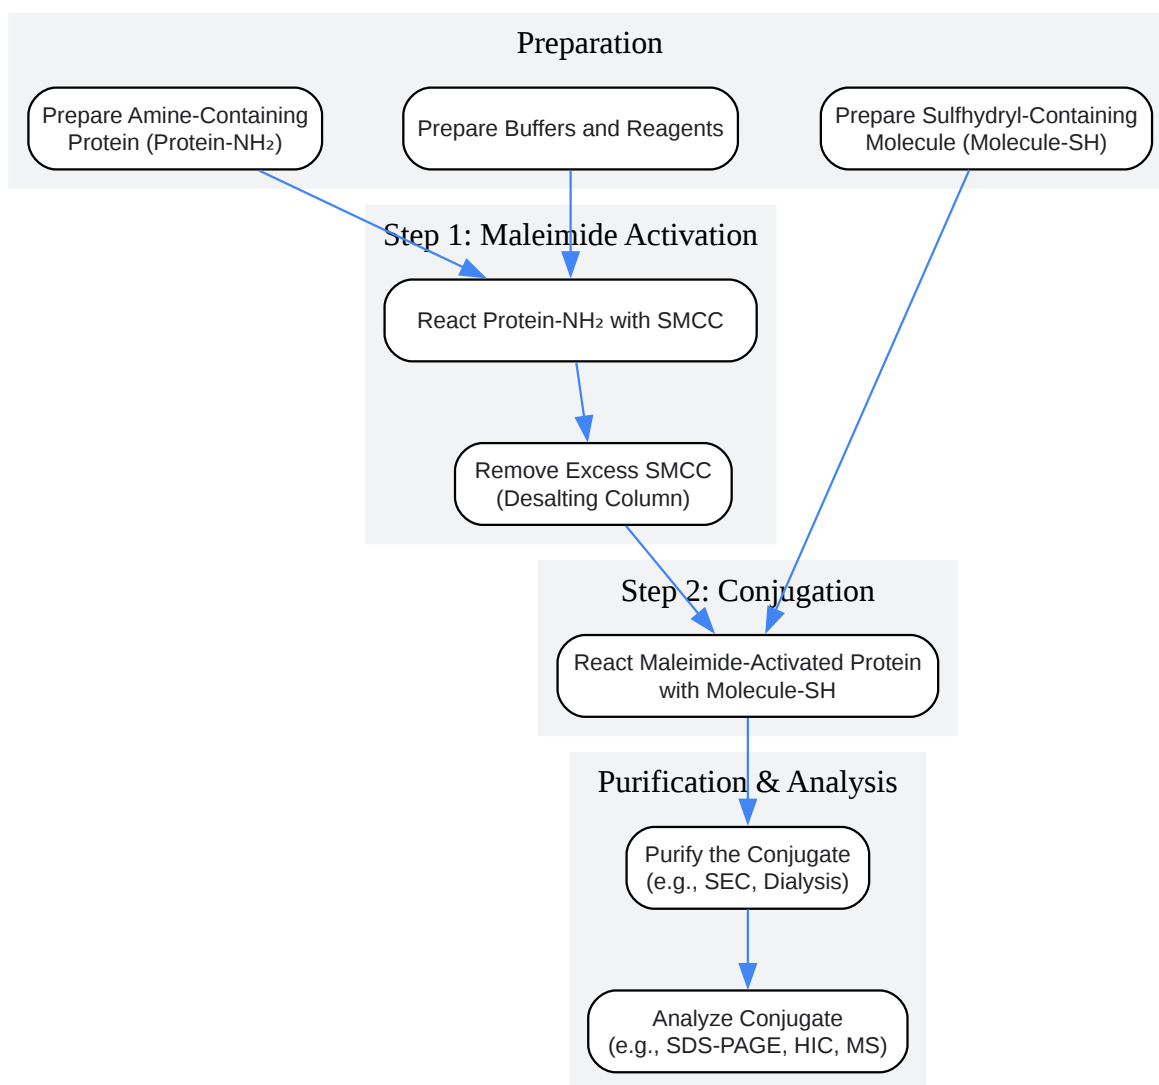 Preparation
Prepare Amine-Containing
Protein (Protein-NH₂)
Prepare Buffers and Reagents
Prepare Sulfhydryl-Containing
Molecule (Molecule-SH)
Step 1: Maleimide Activation
React Protein-NH₂ with SMCC
Remove Excess SMCC
(Desalting Column)
Step 2: Conjugation
React Maleimide-Activated Protein
with Molecule-SH
Purification & Analysis
Purify the Conjugate
(e.g., SEC, Dialysis)
Analyze Conjugate
(e.g., SDS-PAGE, HIC, MS)